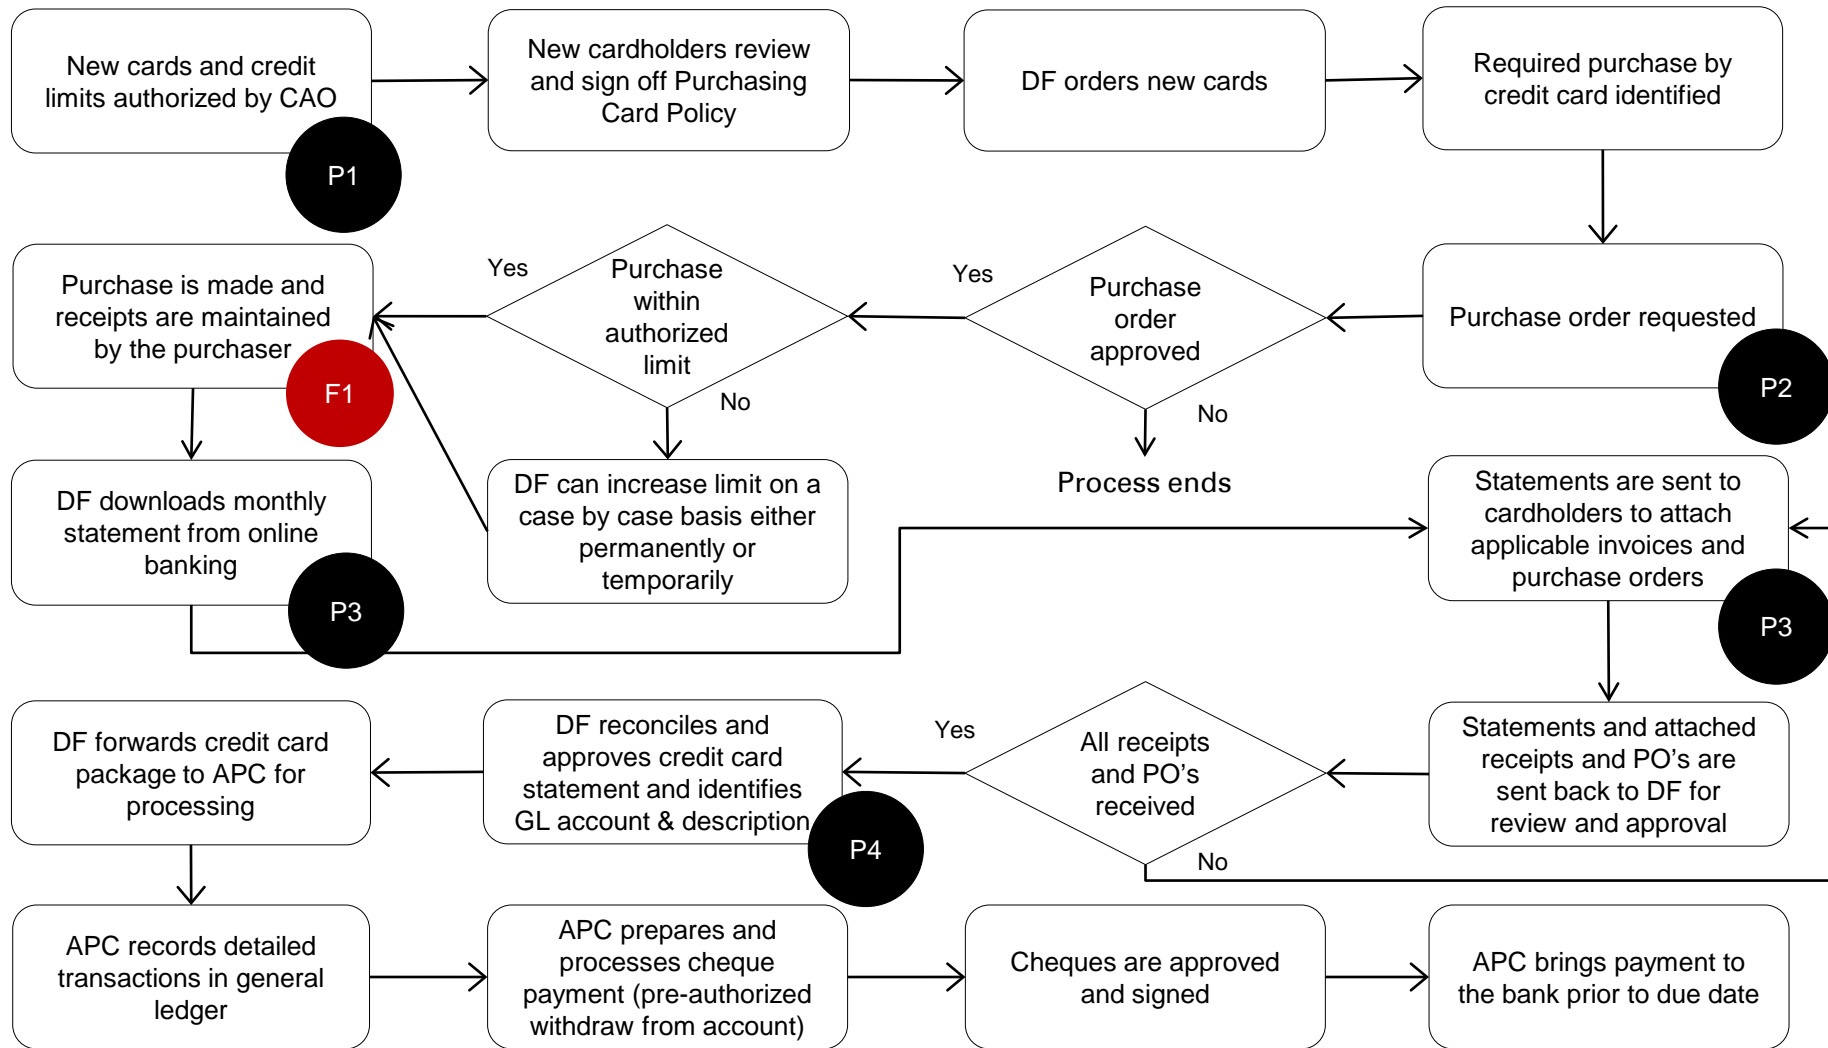 New cards and credit
limits authorized by CAO
P1
New cardholders review
and sign off Purchasing
Card Policy
DF orders new cards
Required purchase by
credit card identified
Purchase order requested
P2
Purchase
order
approved
Yes
No
Process ends
Purchase
within
authorized
limit
Yes
No
DF can increase limit on a
case by case basis either
permanently or
temporarily
Purchase is made and
receipts are maintained
by the purchaser
F1
DF downloads monthly
statement from online
banking
P3
Statements are sent to
cardholders to attach
applicable invoices and
purchase orders
P3
Statements and attached
receipts and PO's are
sent back to DF for
review and approval
All receipts
and PO's
received
Yes
No
DF reconciles and
approves credit card
statement and identifies
GL account & description
P4
DF forwards credit card
package to APC for
processing
APC records detailed
transactions in general
ledger
APC prepares and
processes cheque
payment (pre-authorized
withdraw from account)
Cheques are approved
and signed
APC brings payment to
the bank prior to due date